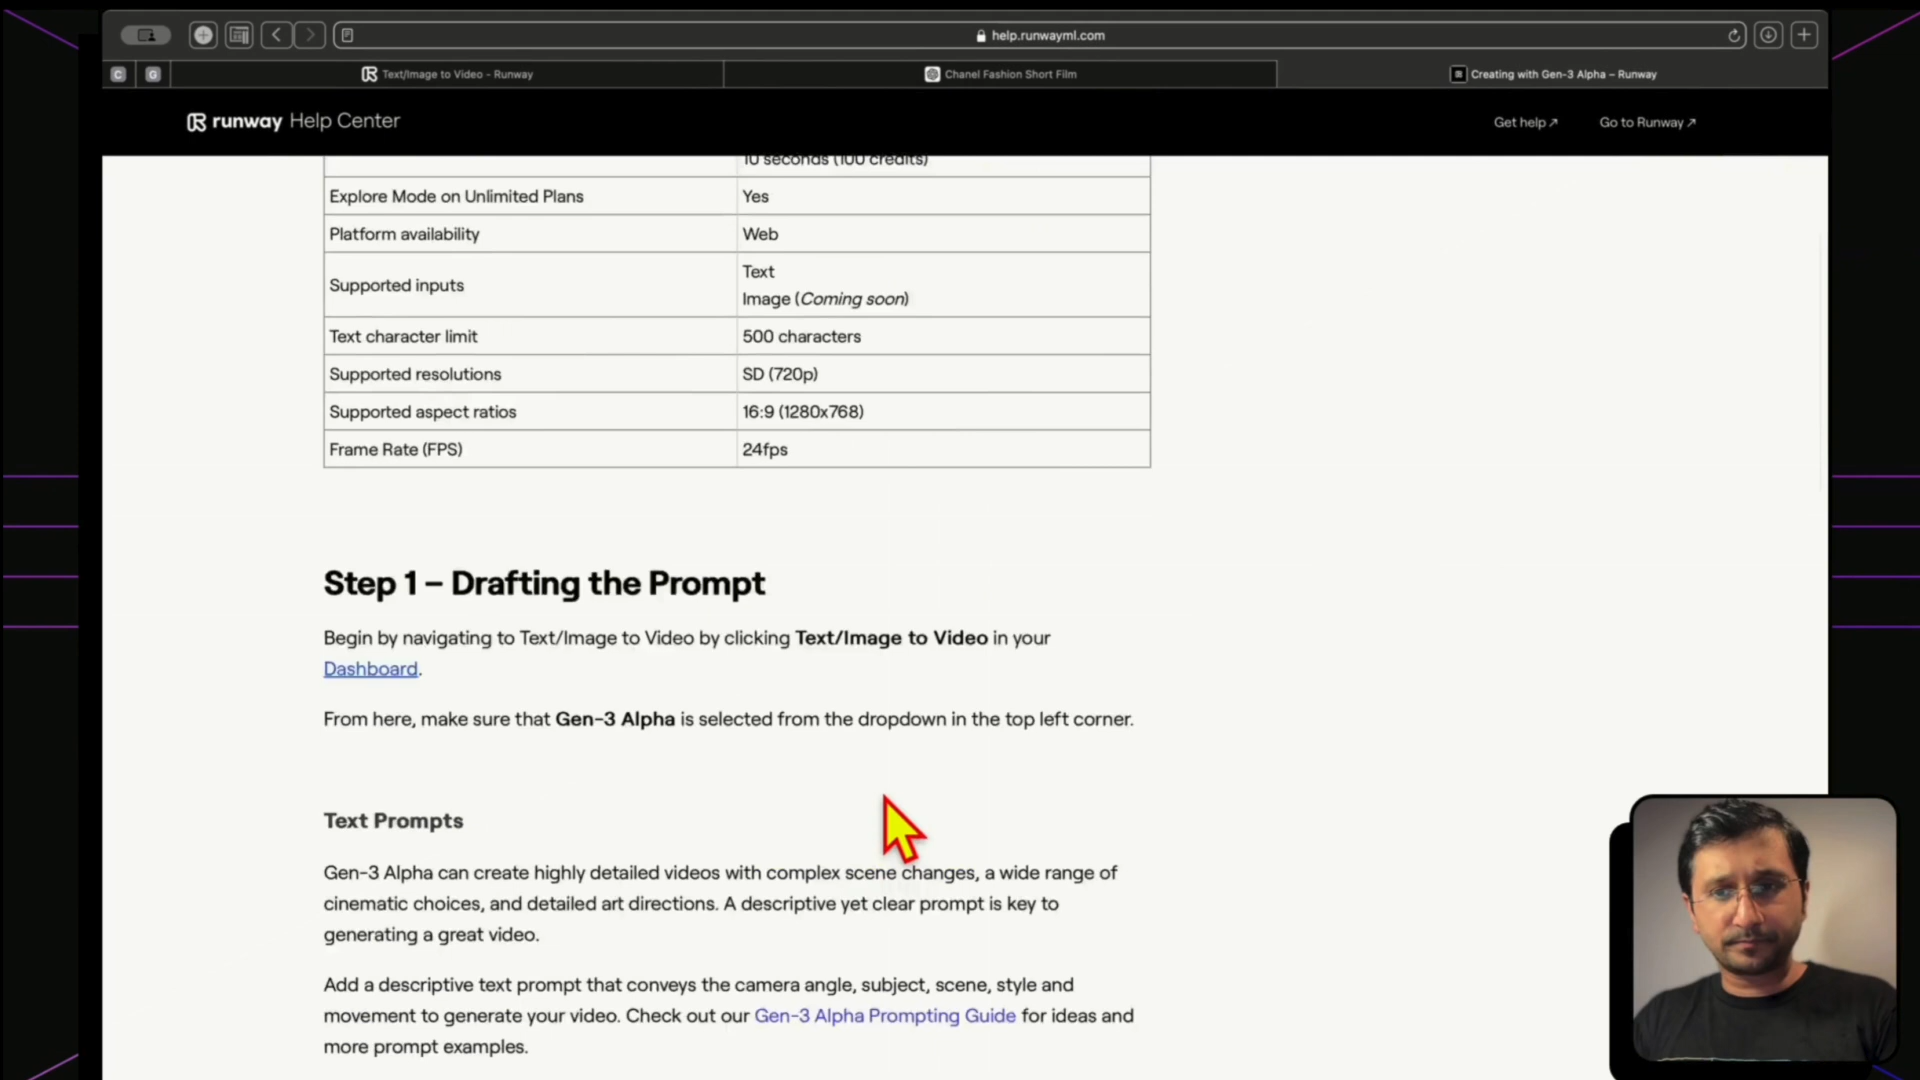 help.runwayml.com
C
G
Text/Image to Video - Runway
Chanel Fashion Short Film
Creating with Gen-3 Alpha – Runway
runway Help Center
Get help ↗
Go to Runway ↗
10 seconds (100 credits)
Explore Mode on Unlimited Plans Yes
Platform availability Web
Supported inputs
Text
Image (Coming soon)
Text character limit 500 characters
Supported resolutions SD (720p)
Supported aspect ratios 16:9 (1280x768)
Frame Rate (FPS) 24fps
Step 1 – Drafting the Prompt
Begin by navigating to Text/Image to Video by clicking Text/Image to Video in your
Dashboard.
From here, make sure that Gen-3 Alpha is selected from the dropdown in the top left corner.
Text Prompts
Gen-3 Alpha can create highly detailed videos with complex scene changes, a wide range of
cinematic choices, and detailed art directions. A descriptive yet clear prompt is key to
generating a great video.
Add a descriptive text prompt that conveys the camera angle, subject, scene, style and
movement to generate your video. Check out our Gen-3 Alpha Prompting Guide for ideas and
more prompt examples.